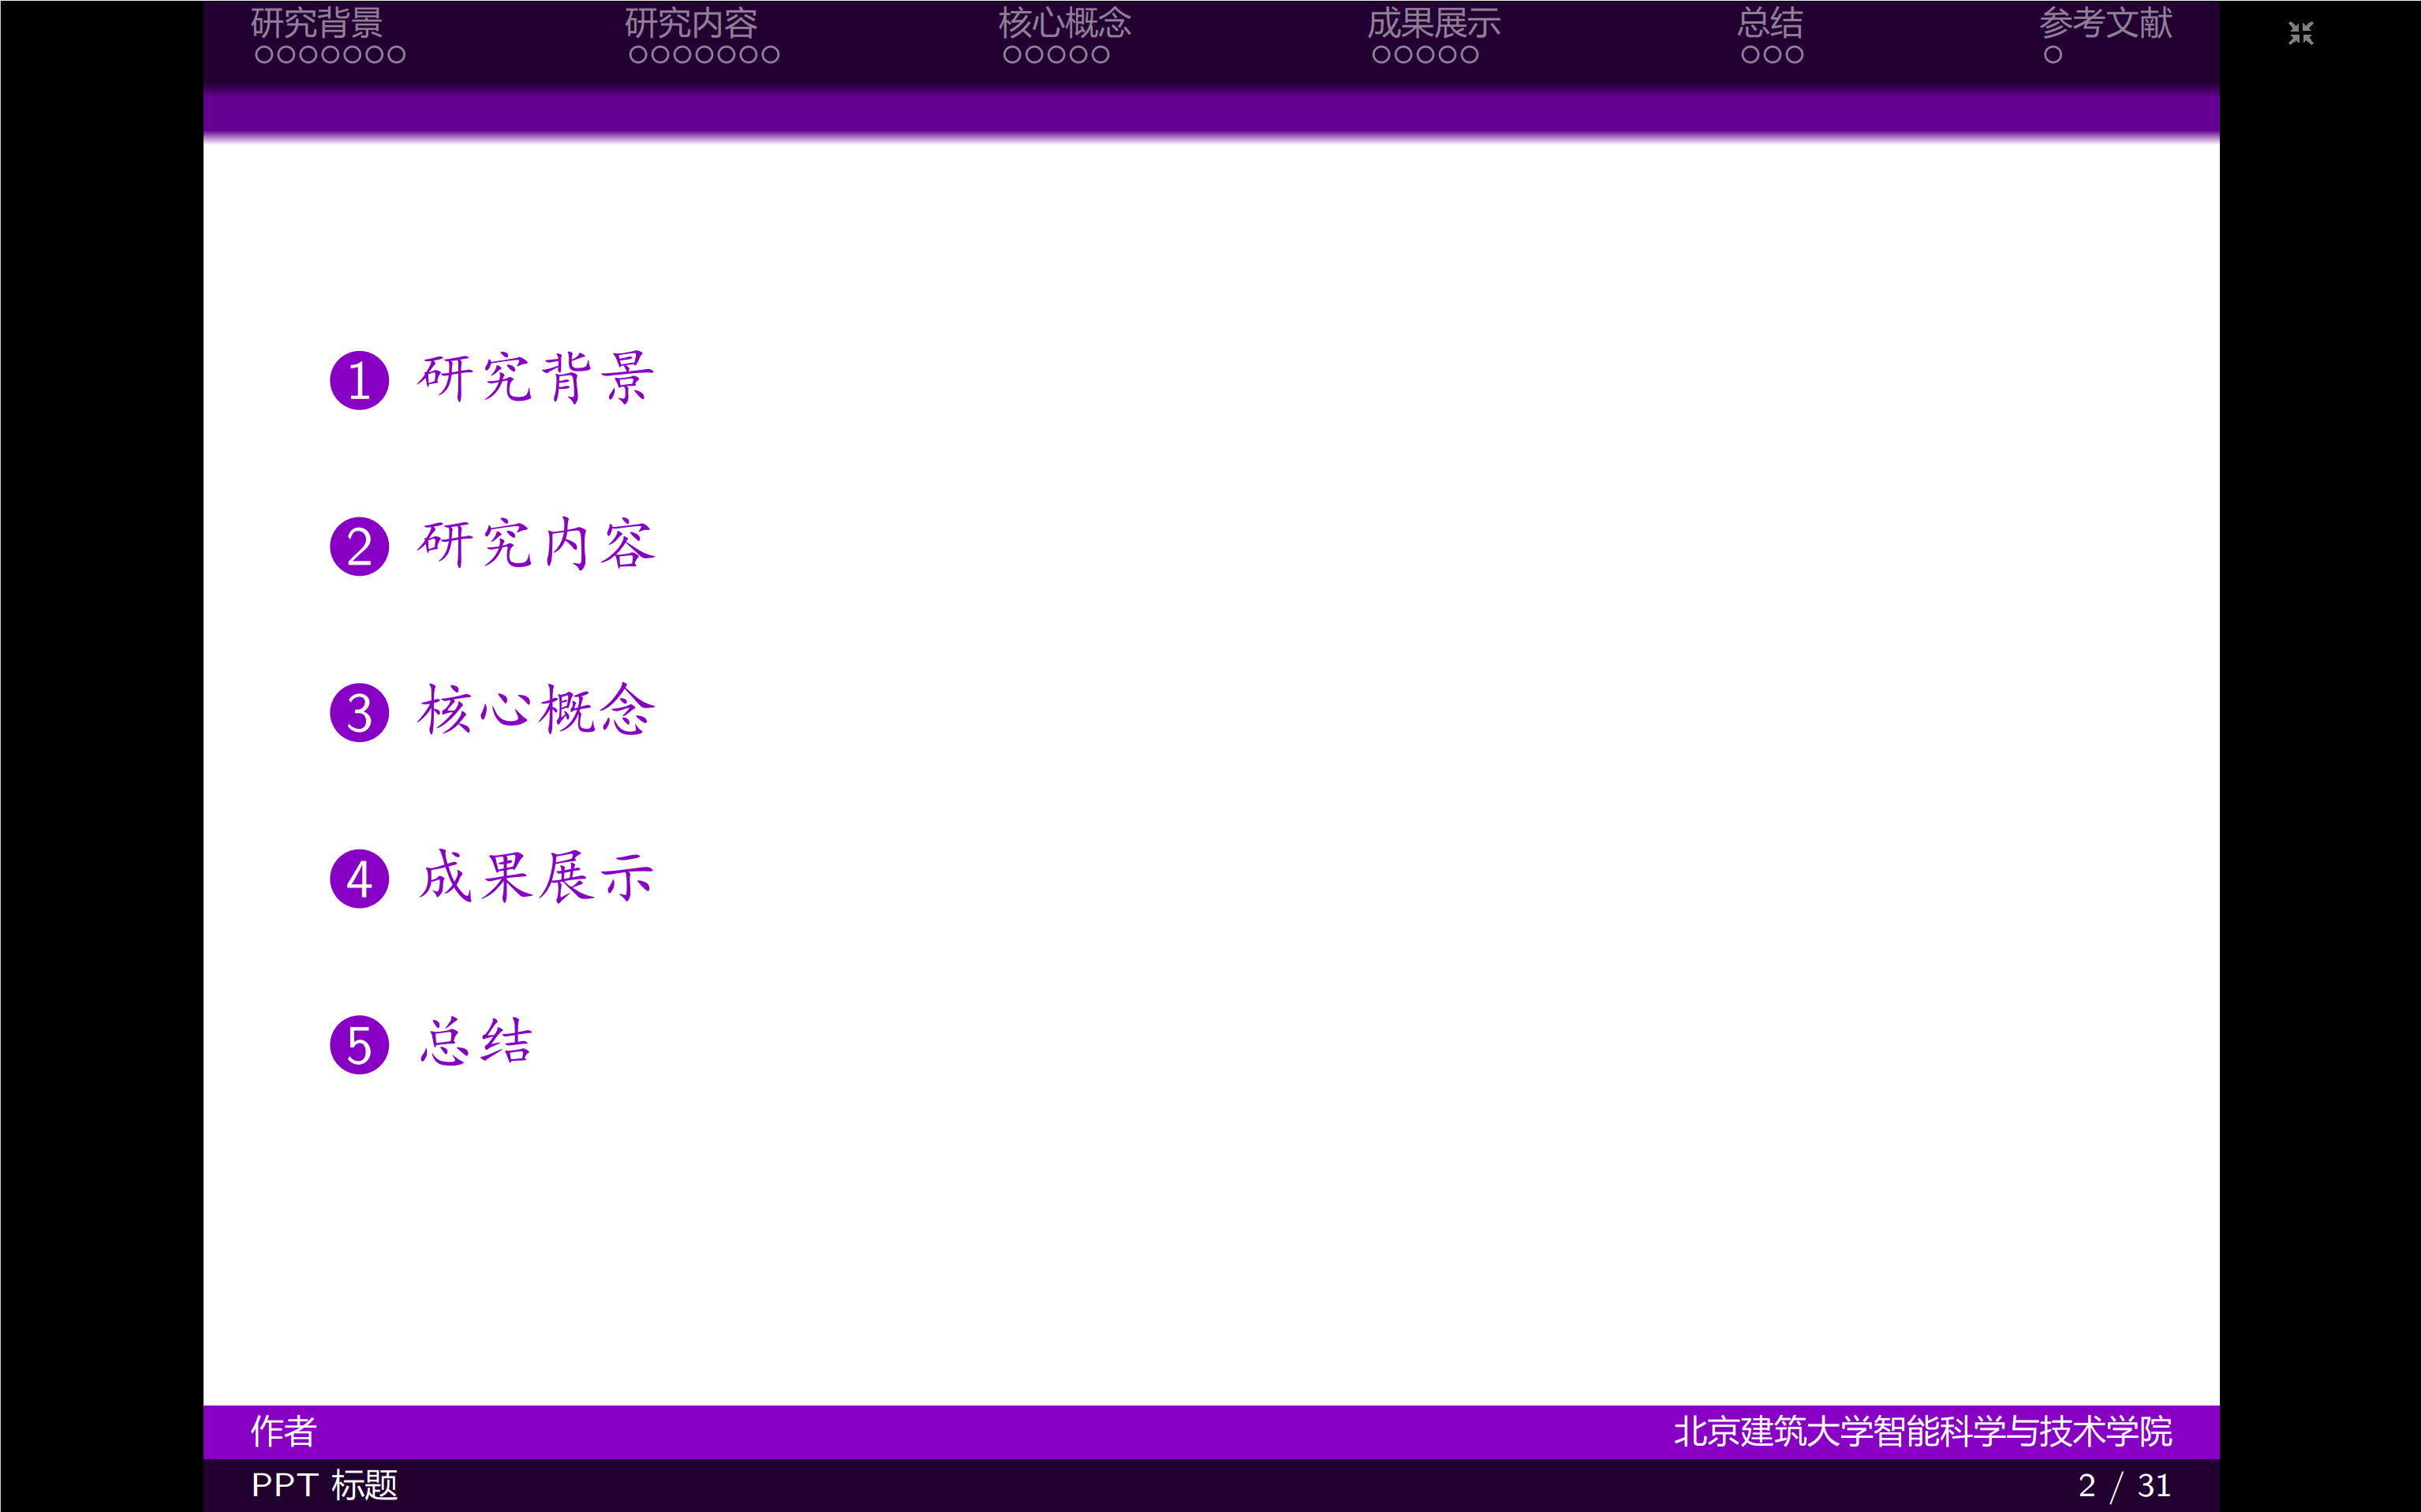 研究背景 研究内容 核心概念 成果展示 总结 参考文献
1 研究背景
2 研究内容
3 核心概念
4 成果展示
5 总结
作者 北京建筑大学智能科学与技术学院
PPT 标题 2 / 31